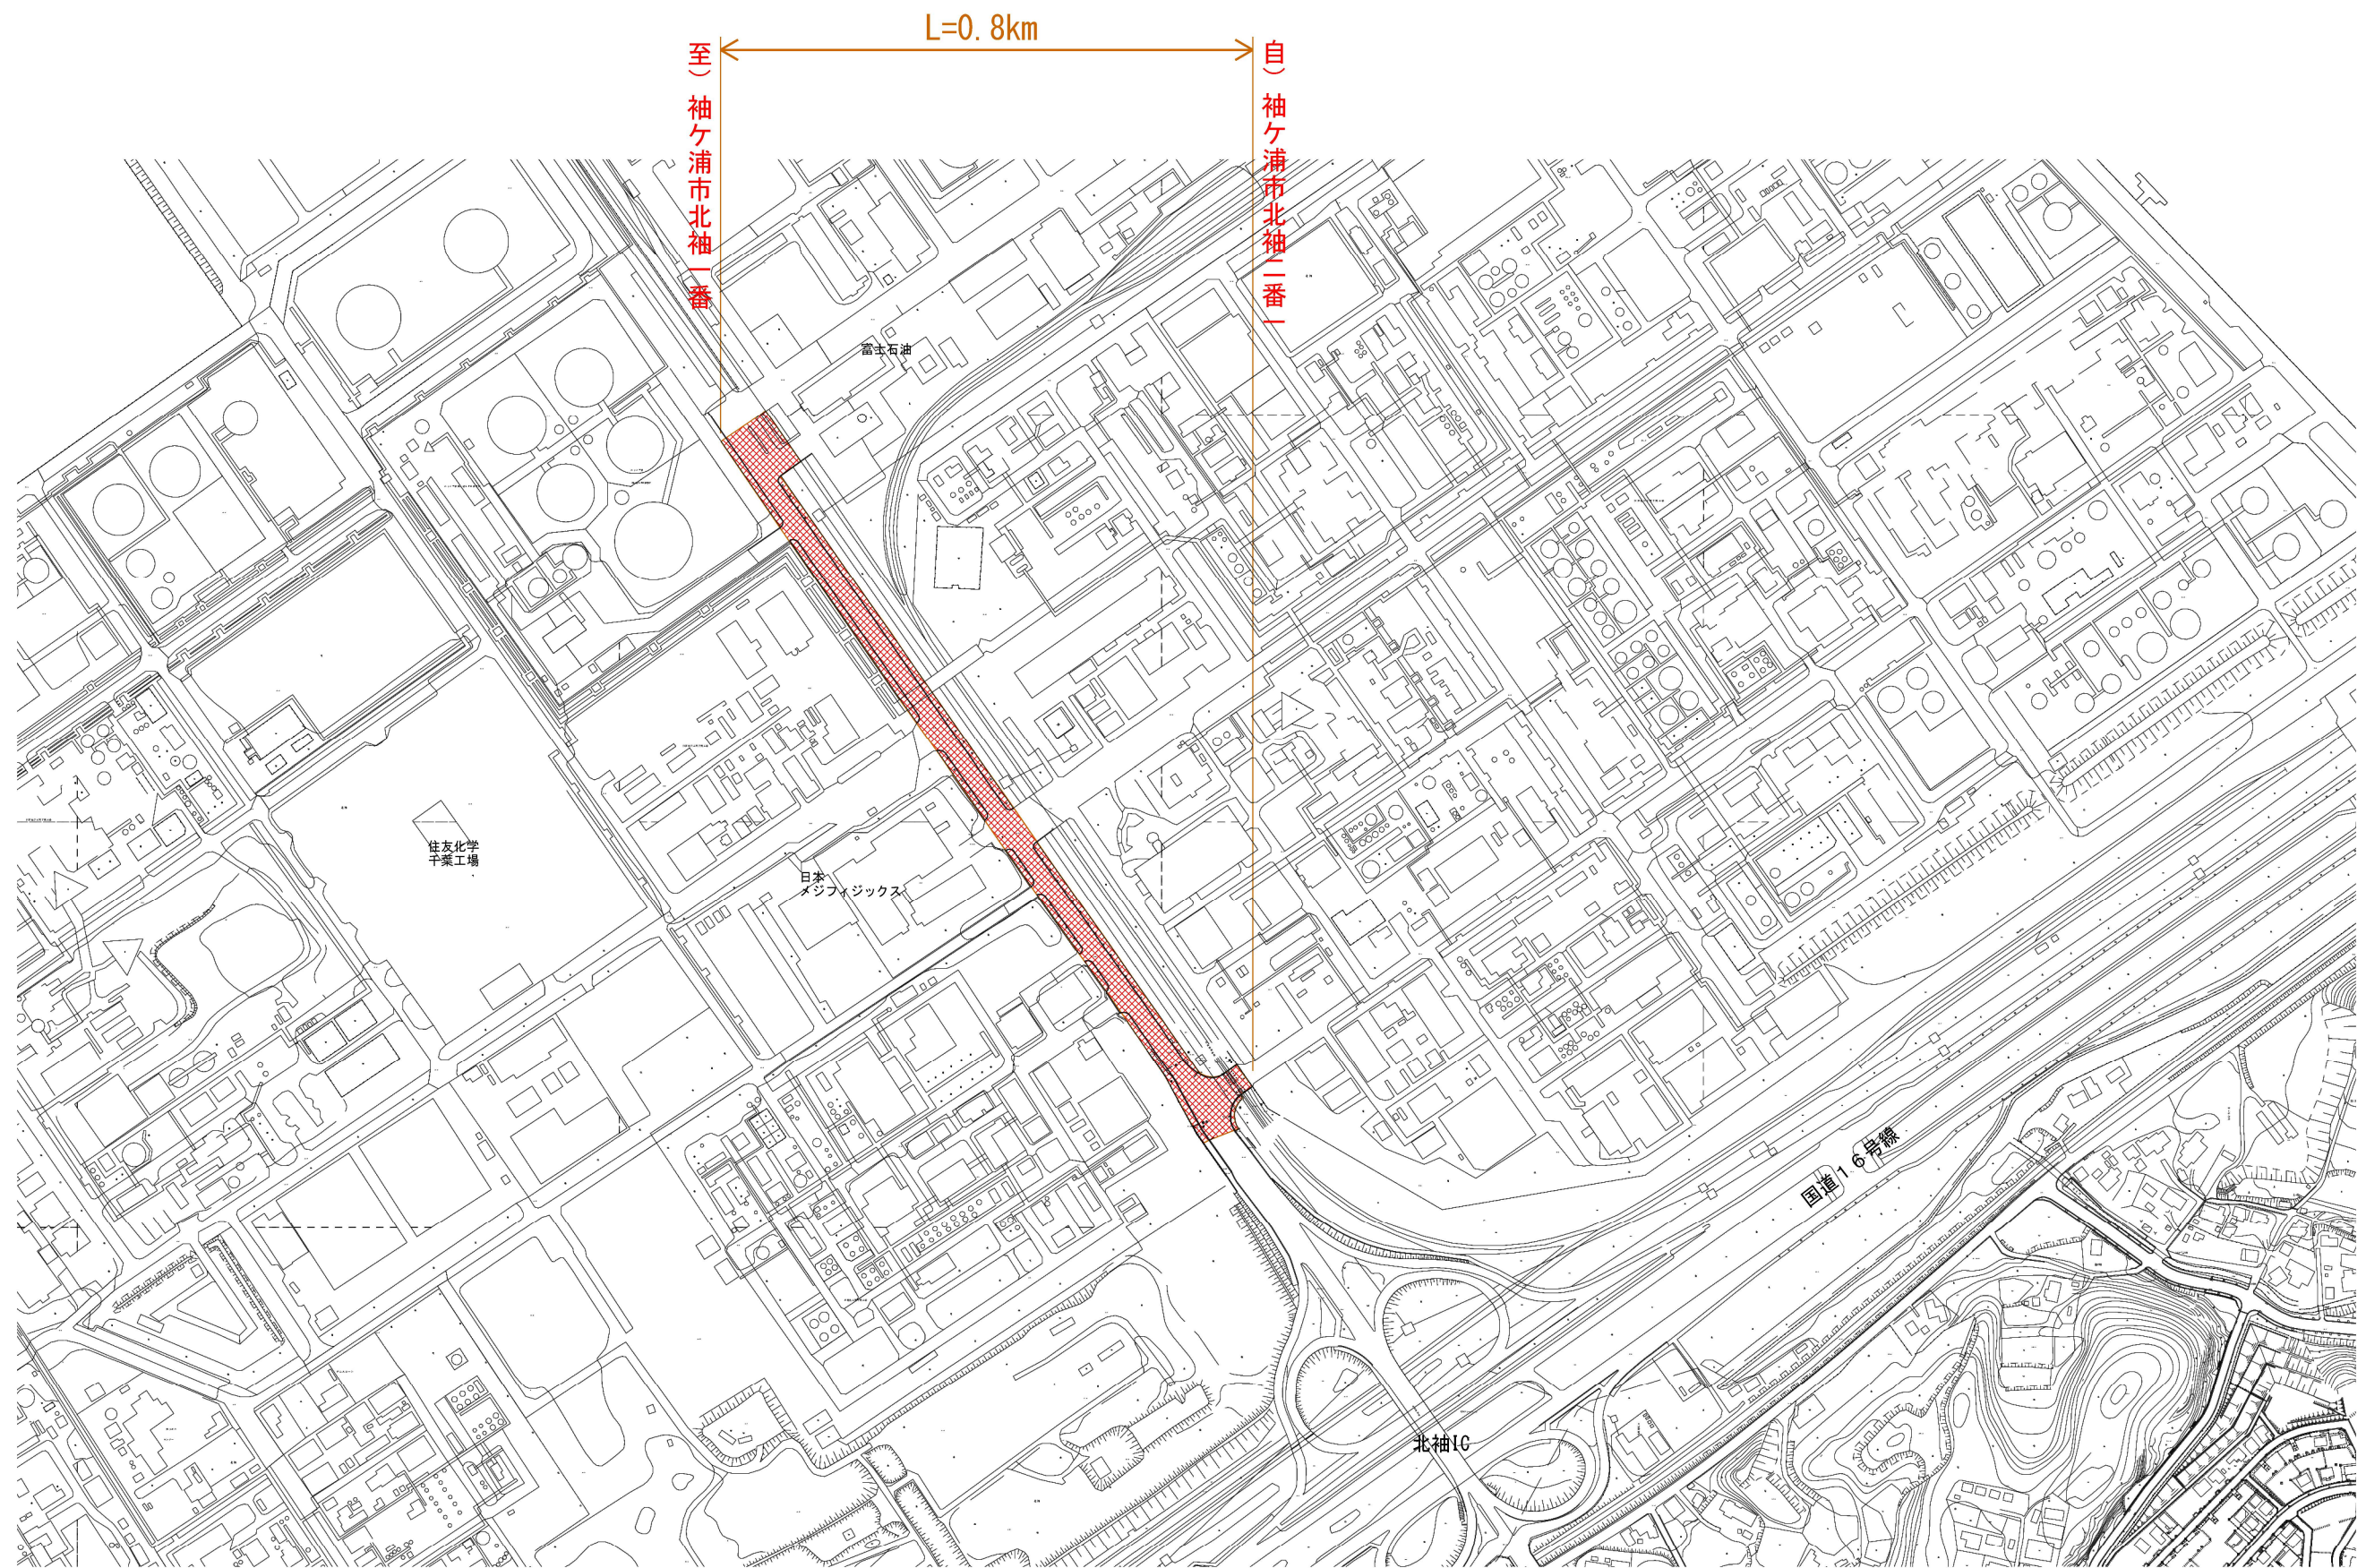 L=0.8km
至）袖ケ浦市北袖一番
自）袖ケ浦市北袖二番一
富士石油
住友化学
千葉工場
日本
メジフィジックス
国道１６号線
北袖IC